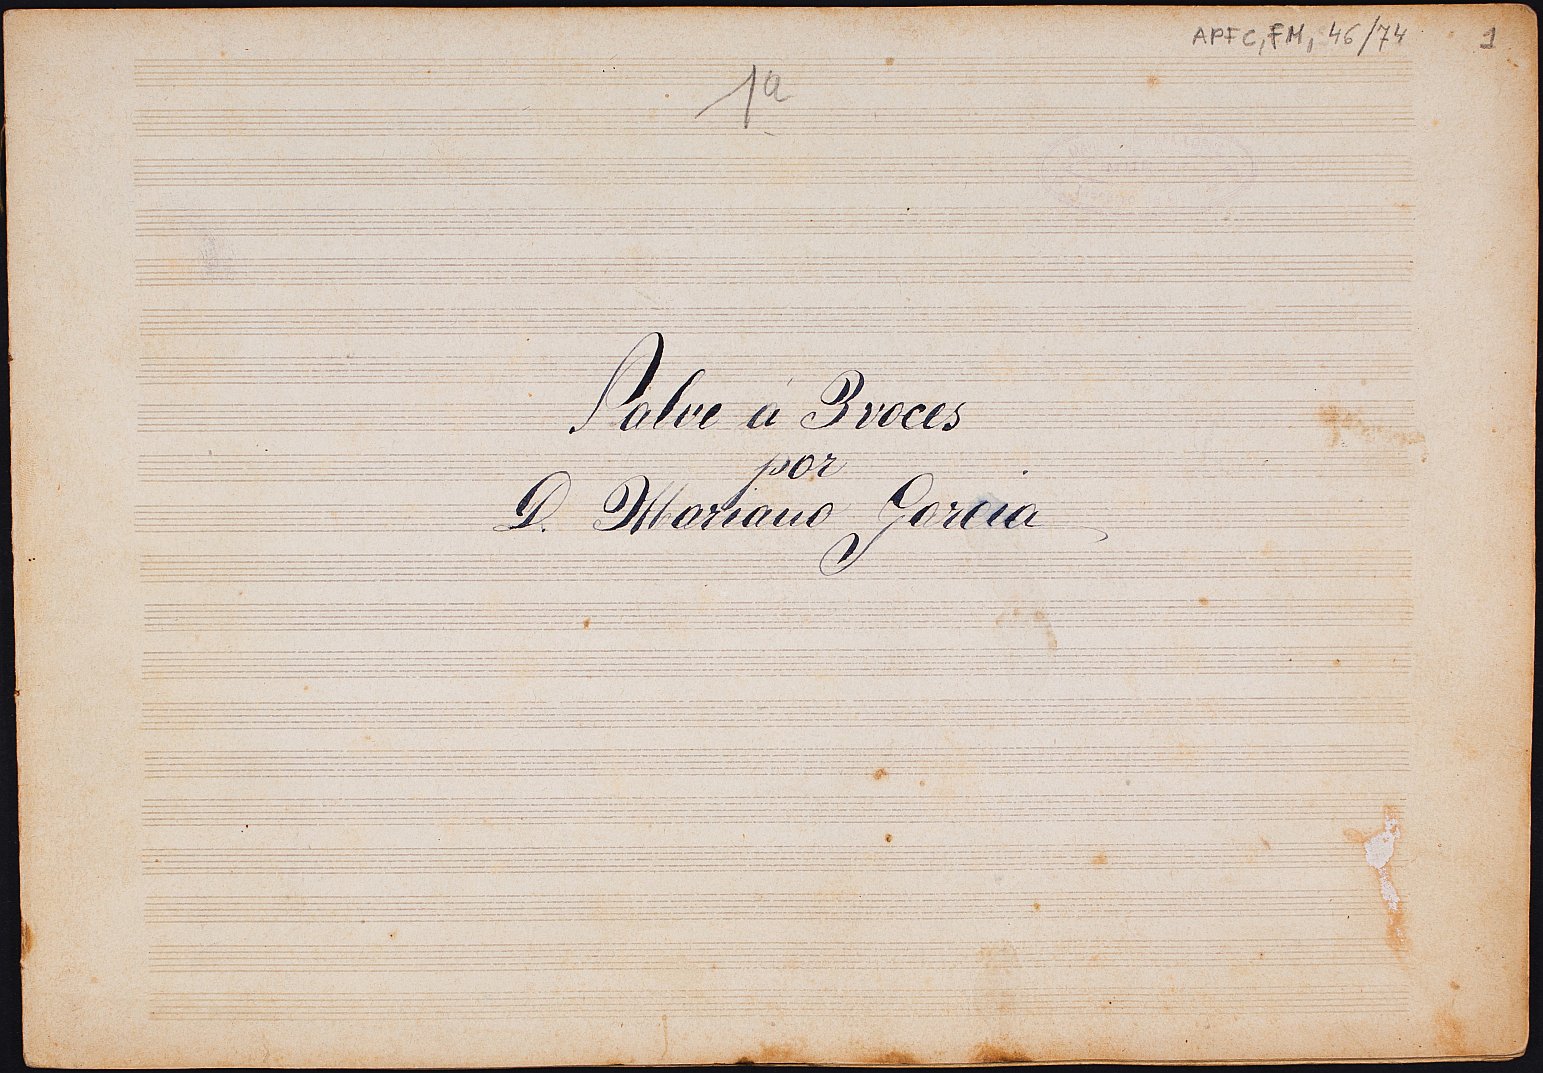 APFC, FM, 46/74 1
1ª
Salve á 3 voces
por
D. Mariano Garcia